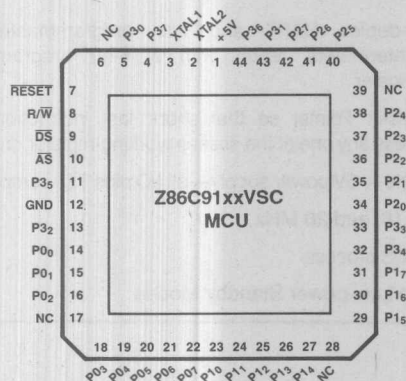 NC P3₀ P3₇ XTAL1 XTAL2 +5V P3₆ P3₁ P2₇ P2₆ P2₅
6 5 4 3 2 1 44 43 42 41 40
R̅E̅S̅E̅T̅ 7 39 NC
R/W̅ 8 38 P2₄
D̅S̅ 9 37 P2₃
A̅S̅ 10 36 P2₂
P3₅ 11 35 P2₁
GND 12 34 P2₀
Z86C91xxVSC
P3₂ 13 33 P3₃
MCU
P0₀ 14 32 P3₄
P0₁ 15 31 P1₇
P0₂ 16 30 P1₆
NC 17 29 P1₅
18 19 20 21 22 23 24 25 26 27 28
P0₃ P0₄ P0₅ P0₆ P0₇ P1₀ P1₁ P1₂ P1₃ P1₄ NC